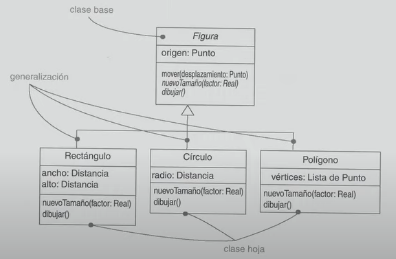 clase base
Figura
origen: Punto
mover(desplazamiento: Punto)
nuevoTamaño(factor: Real)
dibujar()
generalización
Rectángulo
ancho: Distancia
alto: Distancia
nuevoTamaño(factor: Real)
dibujar()
Círculo
radio: Distancia
nuevoTamaño(factor: Real)
dibujar()
Polígono
vértices: Lista de Punto
nuevoTamaño(factor: Real)
dibujar()
clase hoja